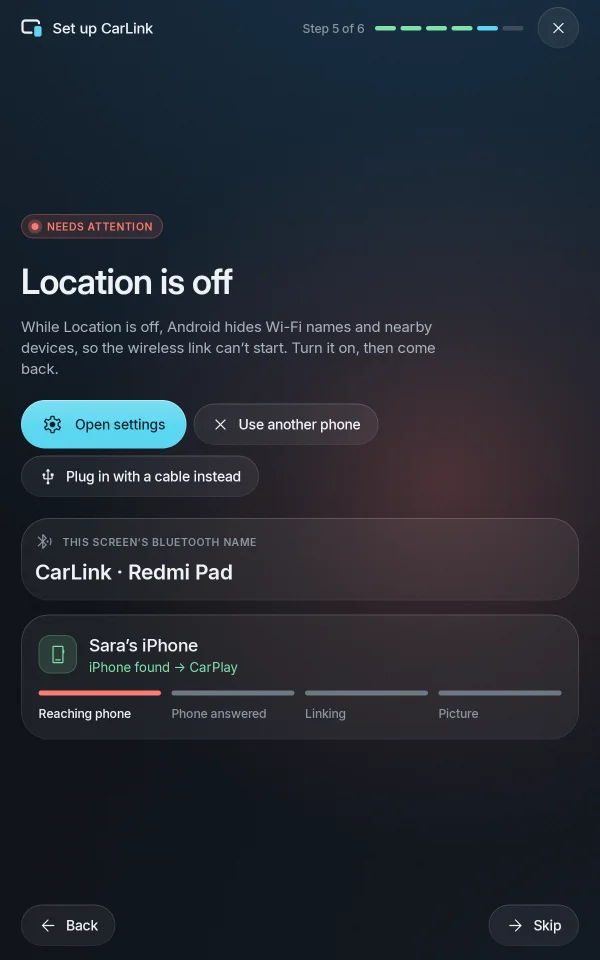 Set up CarLink
Step 5 of 6
NEEDS ATTENTION
Location is off
While Location is off, Android hides Wi-Fi names and nearby
devices, so the wireless link can’t start. Turn it on, then come
back.
Open settings
Use another phone
Plug in with a cable instead
THIS SCREEN’S BLUETOOTH NAME
CarLink · Redmi Pad
Sara’s iPhone
iPhone found → CarPlay
Reaching phone
Phone answered
Linking
Picture
Back
Skip